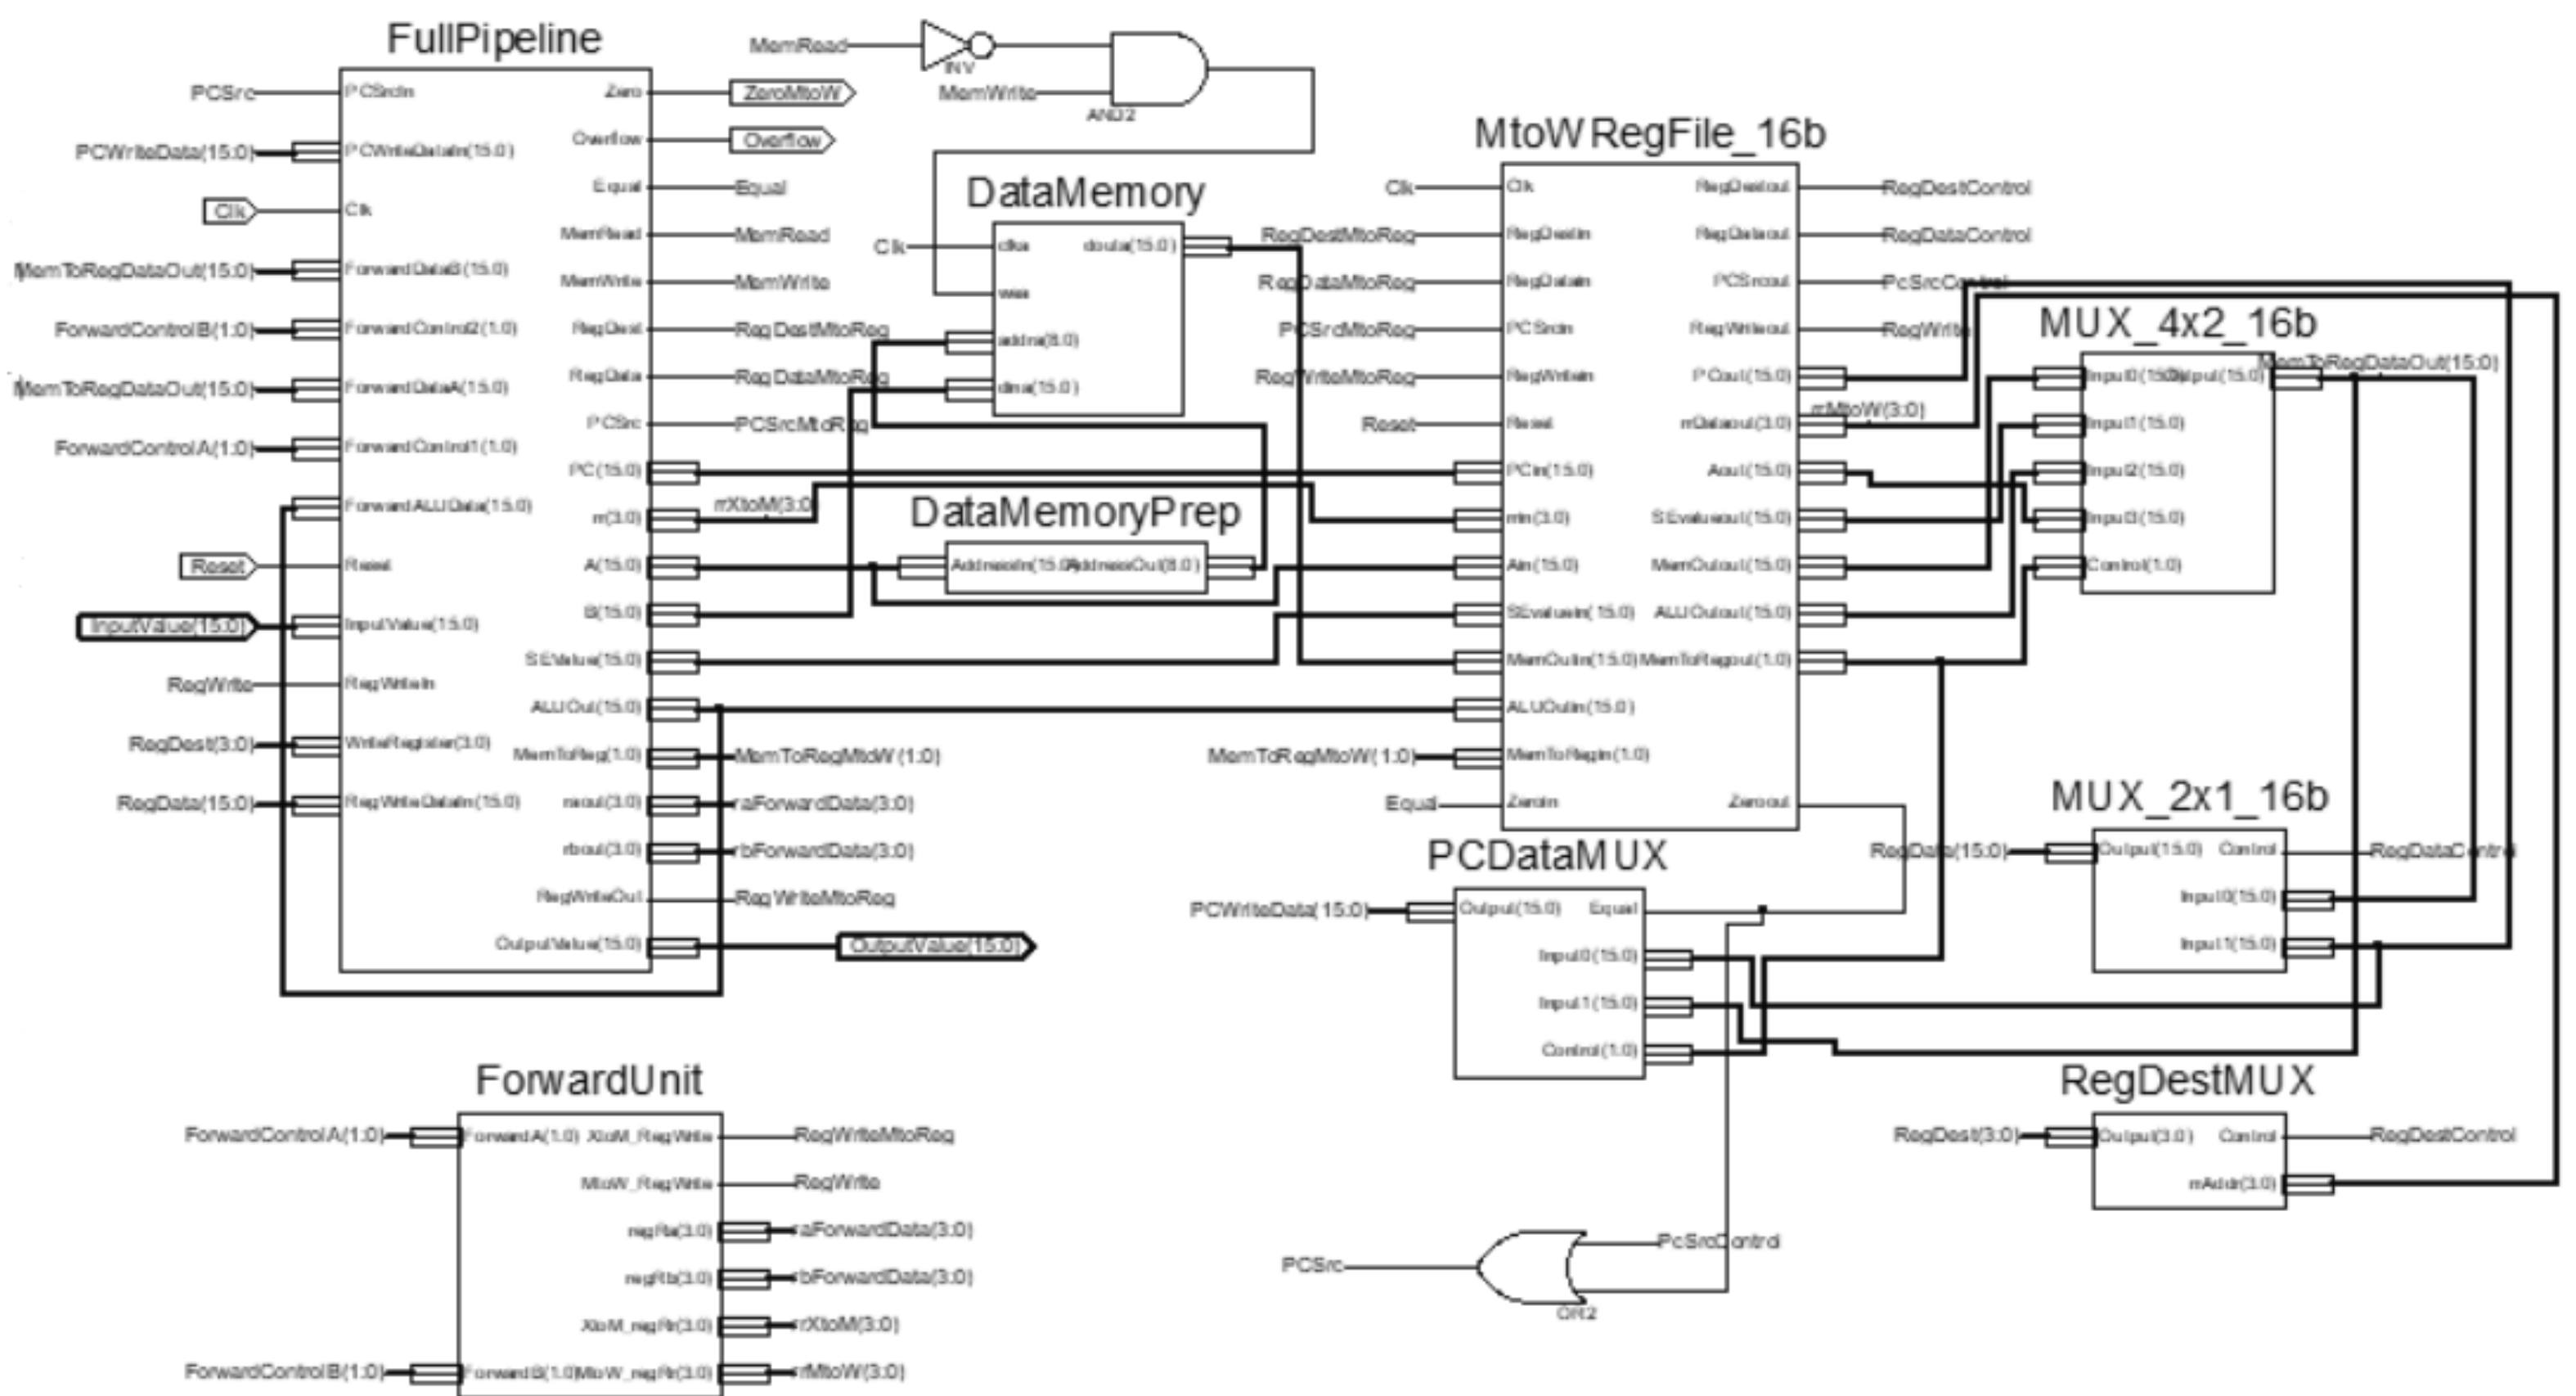 FullPipeline
PCSrc
PCWriteData(15:0)
Clk
MemToRegDataOut(15:0)
ForwardControlB(1:0)
MemToRegDataOut(15:0)
ForwardControlA(1:0)
Reset
InputValue(15:0)
RegWrite
RegDest(3:0)
RegData(15:0)
PCSrcIn
PCWriteDataIn(15:0)
Clk
ForwardDataB(15:0)
ForwardControl2(1:0)
ForwardDataA(15:0)
ForwardControl1(1:0)
ForwardALUData(15:0)
Reset
InputValue(15:0)
RegWriteIn
WriteRegister(3:0)
RegWriteDataIn(15:0)
Zero
Overflow
Equal
MemRead
MemWrite
RegDest
RegData
PCSrc
PC(15:0)
rr(3:0)
A(15:0)
B(15:0)
SEValue(15:0)
ALUOut(15:0)
MemToReg(1:0)
raout(3:0)
rbout(3:0)
RegWriteOut
OutputValue(15:0)
ZeroMtoW
Overflow
Equal
MemRead
MemWrite
RegDestMtoReg
RegDataMtoReg
PCSrcMtoReg
rrXtoM(3:0)
MemToRegMtoW(1:0)
raForwardData(3:0)
rbForwardData(3:0)
RegWriteMtoReg
OutputValue(15:0)
MemRead
INV
MemWrite
AND2
DataMemory
Clk
clka
wea
addra(8:0)
dina(15:0)
douta(15:0)
DataMemoryPrep
AddressIn(15:0)
AddressOut(8:0)
MtoWRegFile_16b
Clk
RegDestMtoReg
RegDataMtoReg
PCSrcMtoReg
RegWriteMtoReg
Reset
MemToRegMtoW(1:0)
Equal
Clk
RegDestIn
RegDataIn
PCSrcIn
RegWriteIn
Reset
PCin(15:0)
rrin(3:0)
Ain(15:0)
SEvalueIn(15:0)
MemOutIn(15:0)
ALUOutIn(15:0)
MemToRegIn(1:0)
ZeroIn
RegDestout
RegDataout
PCSrcout
RegWriteout
PCout(15:0)
rrDataout(3:0)
Aout(15:0)
SEvalueout(15:0)
MemOutout(15:0)
ALUOutout(15:0)
MemToRegout(1:0)
Zeroout
RegDestControl
RegDataControl
PcSrcControl
RegWrite
rrMtoW(3:0)
MUX_4x2_16b
Input0(15:0)
Output(15:0)
Input1(15:0)
Input2(15:0)
Input3(15:0)
Control(1:0)
MemToRegDataOut(15:0)
MUX_2x1_16b
RegData(15:0)
Output(15:0)
Control
Input0(15:0)
Input1(15:0)
RegDataControl
PCDataMUX
PCWriteData(15:0)
Output(15:0)
Equal
Input0(15:0)
Input1(15:0)
Control(1:0)
RegDestMUX
RegDest(3:0)
Output(3:0)
Control
rrAddr(3:0)
RegDestControl
PCSrc
PcSrcControl
OR2
ForwardUnit
ForwardControlA(1:0)
ForwardControlB(1:0)
ForwardA(1:0)
XtoM_RegWrite
MtoW_RegWrite
regRa(3:0)
regRb(3:0)
XtoM_regRr(3:0)
ForwardB(1:0)
MtoW_regRr(3:0)
RegWriteMtoReg
RegWrite
raForwardData(3:0)
rbForwardData(3:0)
rrXtoM(3:0)
rrMtoW(3:0)